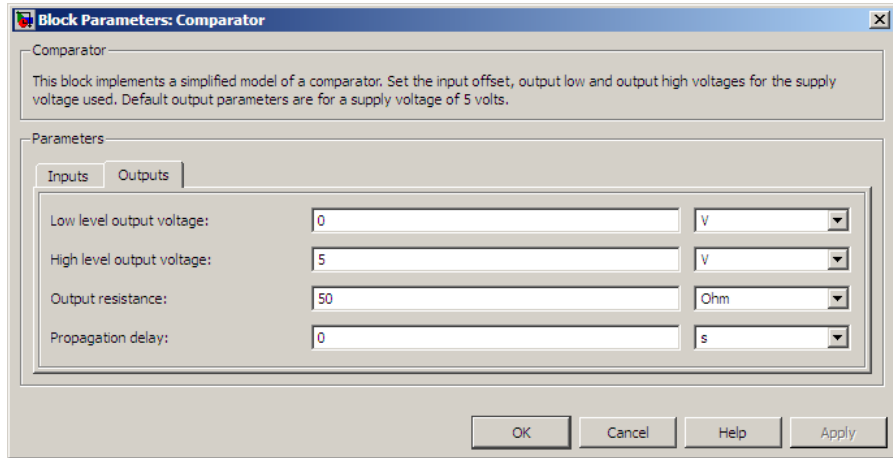 Block Parameters: Comparator
Comparator
This block implements a simplified model of a comparator. Set the input offset, output low and output high voltages for the supply
voltage used. Default output parameters are for a supply voltage of 5 volts.
Parameters
Inputs Outputs
Low level output voltage: 0 V
High level output voltage: 5 V
Output resistance: 50 Ohm
Propagation delay: 0 s
OK Cancel Help Apply